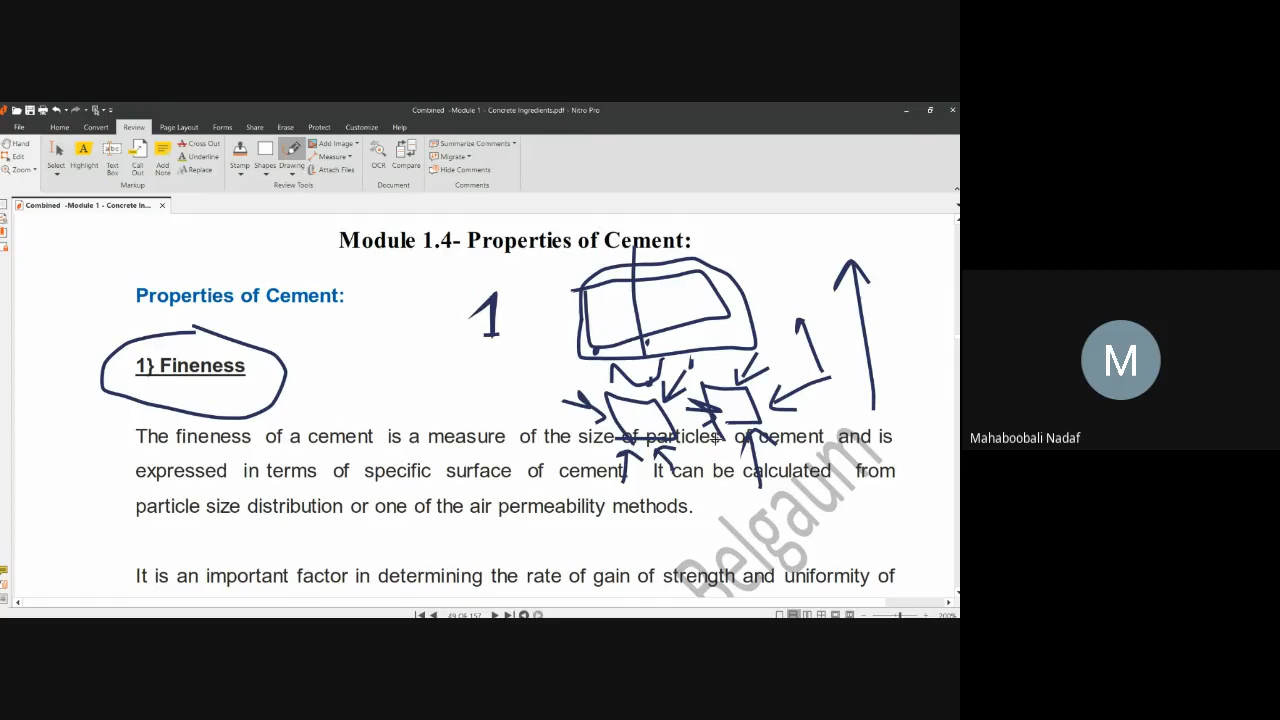 Combined -Module 1 - Concrete Ingredients.pdf - Nitro Pro
File Home Convert Review Page Layout Forms Share Erase Protect Customize Help
Hand
Edit
Zoom
Select
Highlight
Text Box
Call Out
Add Note
Cross Out
Underline
Replace
Markup
Stamp
Shapes
Drawing
Add Image
Measure
Attach Files
Review Tools
OCR
Compare
Document
Summarize Comments
Migrate
Hide Comments
Comments
Combined -Module 1 - Concrete In...
Module 1.4- Properties of Cement:
Properties of Cement:
1
1} Fineness
The fineness of a cement is a measure of the size of particles of cement and is
expressed in terms of specific surface of cement. It can be calculated from
particle size distribution or one of the air permeability methods.
It is an important factor in determining the rate of gain of strength and uniformity of
Belgaum
49 OF 157
200%
M
Mahaboobali Nadaf